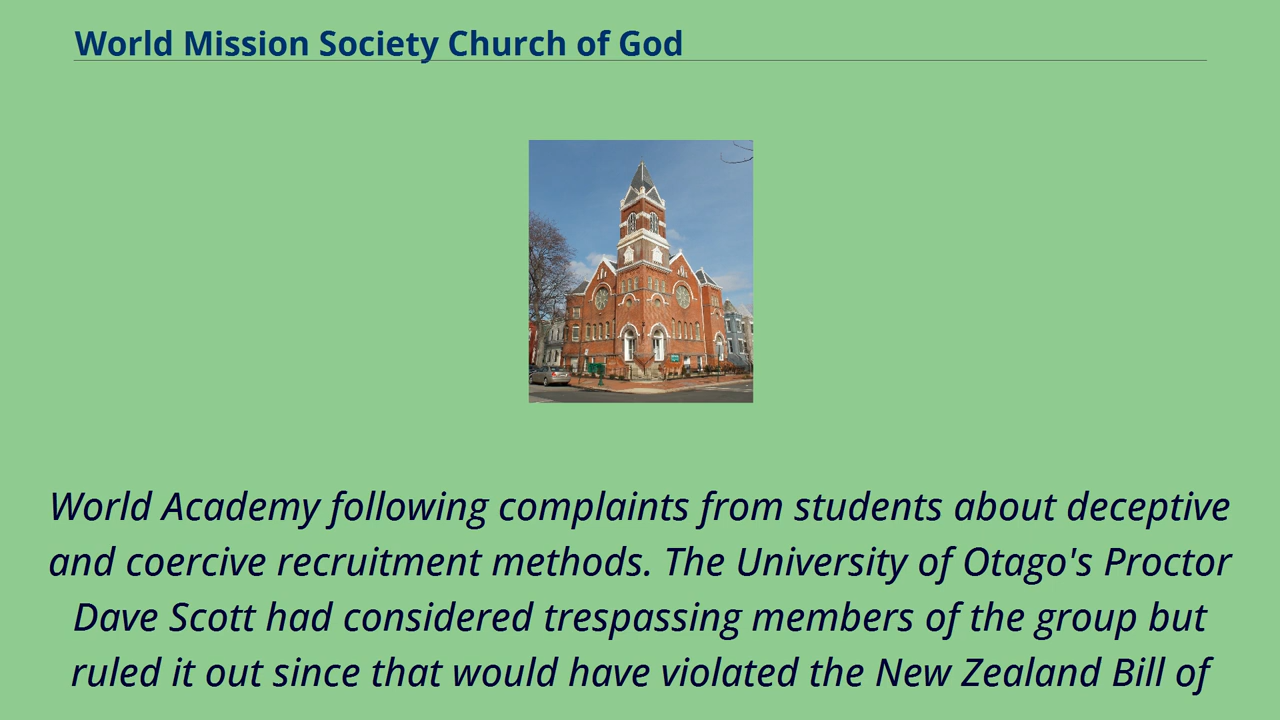 World Mission Society Church of God
World Academy following complaints from students about deceptive
and coercive recruitment methods. The University of Otago's Proctor
Dave Scott had considered trespassing members of the group but
ruled it out since that would have violated the New Zealand Bill of